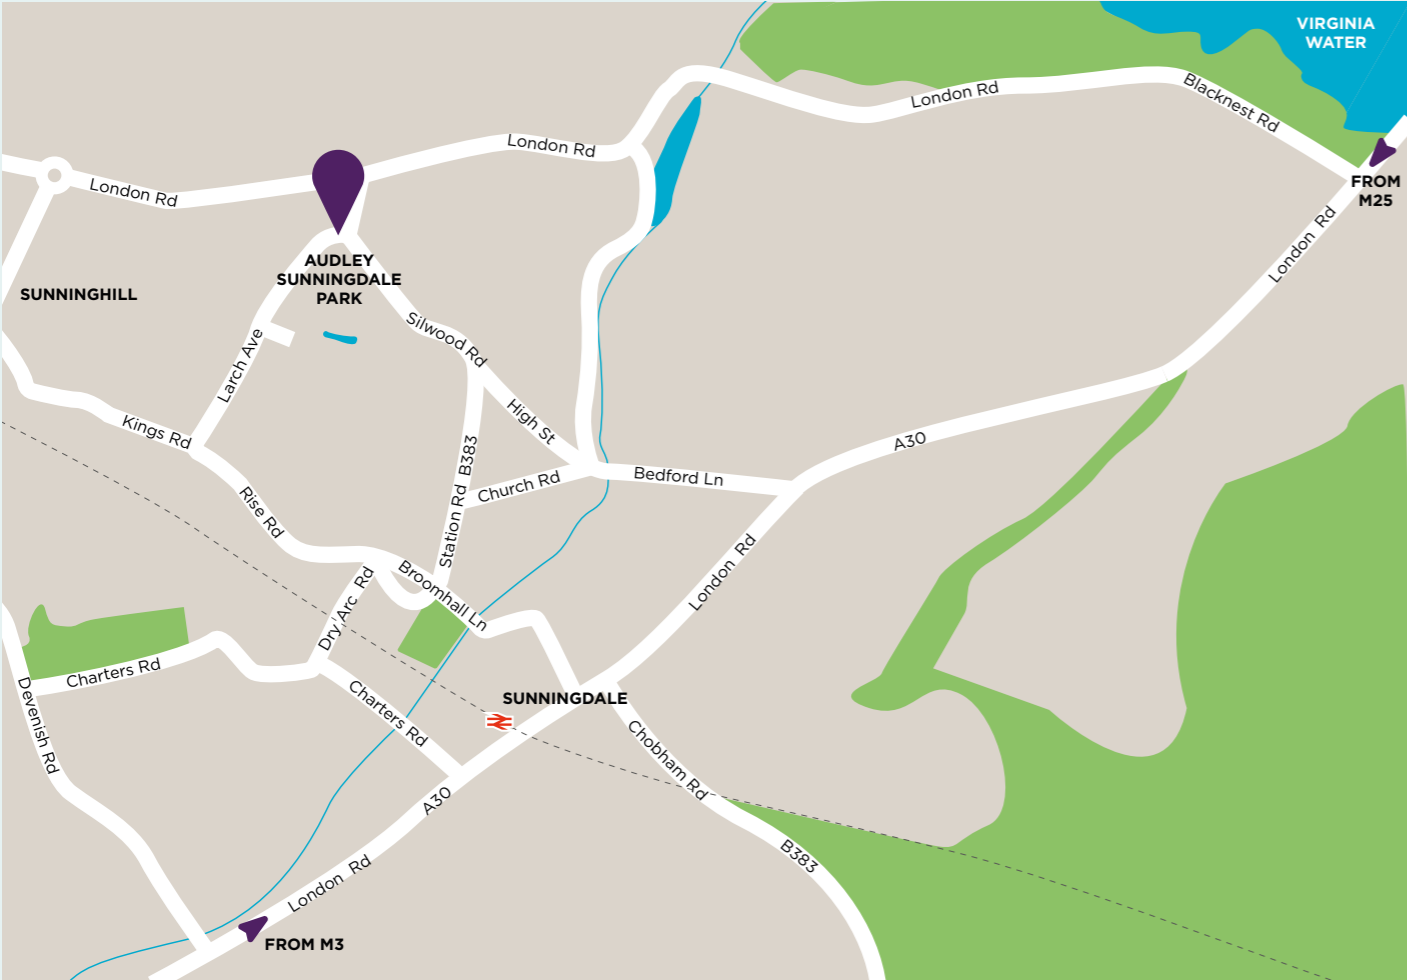 VIRGINIA
WATER
Blacknest Rd
London Rd
London Rd
London Rd
FROM
M25
London Rd
AUDLEY
SUNNINGDALE
PARK
SUNNINGHILL
Silwood Rd
Larch Ave
High St
Kings Rd
A30
Station Rd B383
Church Rd
Bedford Ln
Rise Rd
London Rd
Broomhall Ln
Dry Arc Rd
Charters Rd
Devenish Rd
SUNNINGDALE
Charters Rd
Chobham Rd
A30
B383
London Rd
FROM M3